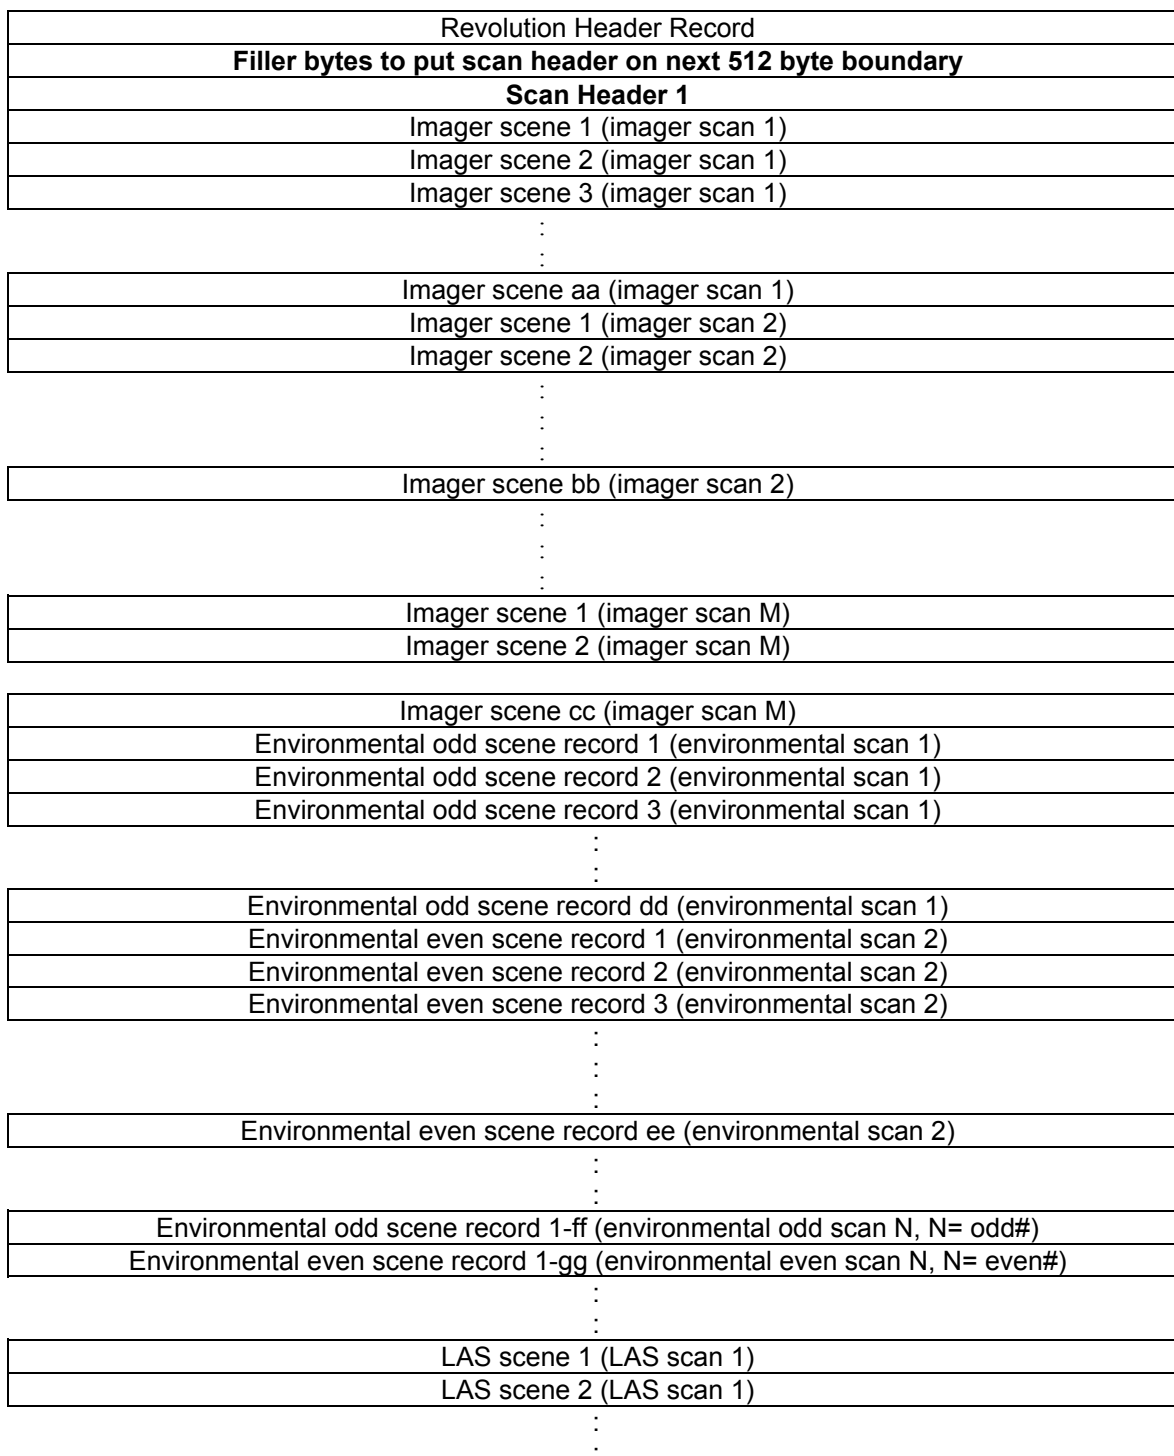 Revolution Header Record
Filler bytes to put scan header on next 512 byte boundary
Scan Header 1
Imager scene 1 (imager scan 1)
Imager scene 2 (imager scan 1)
Imager scene 3 (imager scan 1)
:
:
Imager scene aa (imager scan 1)
Imager scene 1 (imager scan 2)
Imager scene 2 (imager scan 2)
:
:
:
Imager scene bb (imager scan 2)
:
:
:
Imager scene 1 (imager scan M)
Imager scene 2 (imager scan M)
Imager scene cc (imager scan M)
Environmental odd scene record 1 (environmental scan 1)
Environmental odd scene record 2 (environmental scan 1)
Environmental odd scene record 3 (environmental scan 1)
:
:
Environmental odd scene record dd (environmental scan 1)
Environmental even scene record 1 (environmental scan 2)
Environmental even scene record 2 (environmental scan 2)
Environmental even scene record 3 (environmental scan 2)
:
:
:
Environmental even scene record ee (environmental scan 2)
:
:
Environmental odd scene record 1-ff (environmental odd scan N, N= odd#)
Environmental even scene record 1-gg (environmental even scan N, N= even#)
:
:
LAS scene 1 (LAS scan 1)
LAS scene 2 (LAS scan 1)
:
: